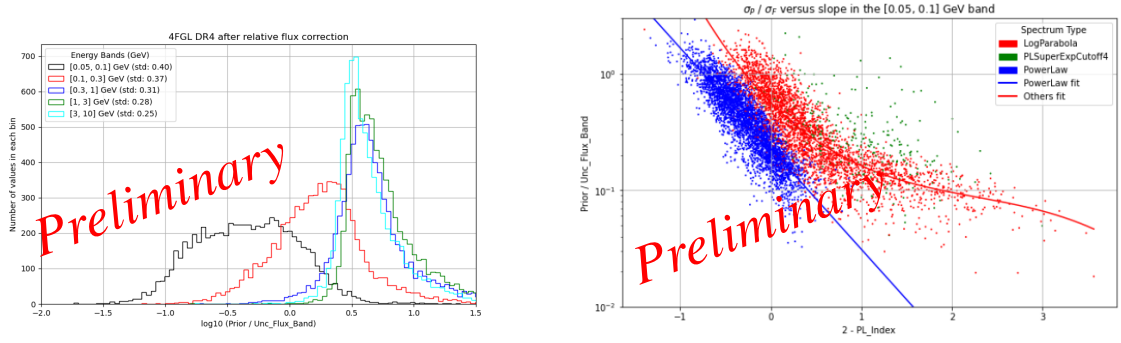 4FGL DR4 after relative flux correction
Number of values in each bin
700
600
500
400
300
200
100
0
Energy Bands (GeV)
[0.05, 0.1] GeV (std: 0.40)
[0.1, 0.3] GeV (std: 0.37)
[0.3, 1] GeV (std: 0.31)
[1, 3] GeV (std: 0.28)
[3, 10] GeV (std: 0.25)
Preliminary
-2.0 -1.5 -1.0 -0.5 0.0 0.5 1.0 1.5
log10 (Prior / Unc_Flux_Band)
σP / σF versus slope in the [0.05, 0.1] GeV band
Prior / Unc_Flux_Band
10⁰
10⁻¹
10⁻²
Spectrum Type
LogParabola
PLSuperExpCutoff4
PowerLaw
PowerLaw fit
Others fit
Preliminary
−1 0 1 2 3
2 - PL_Index